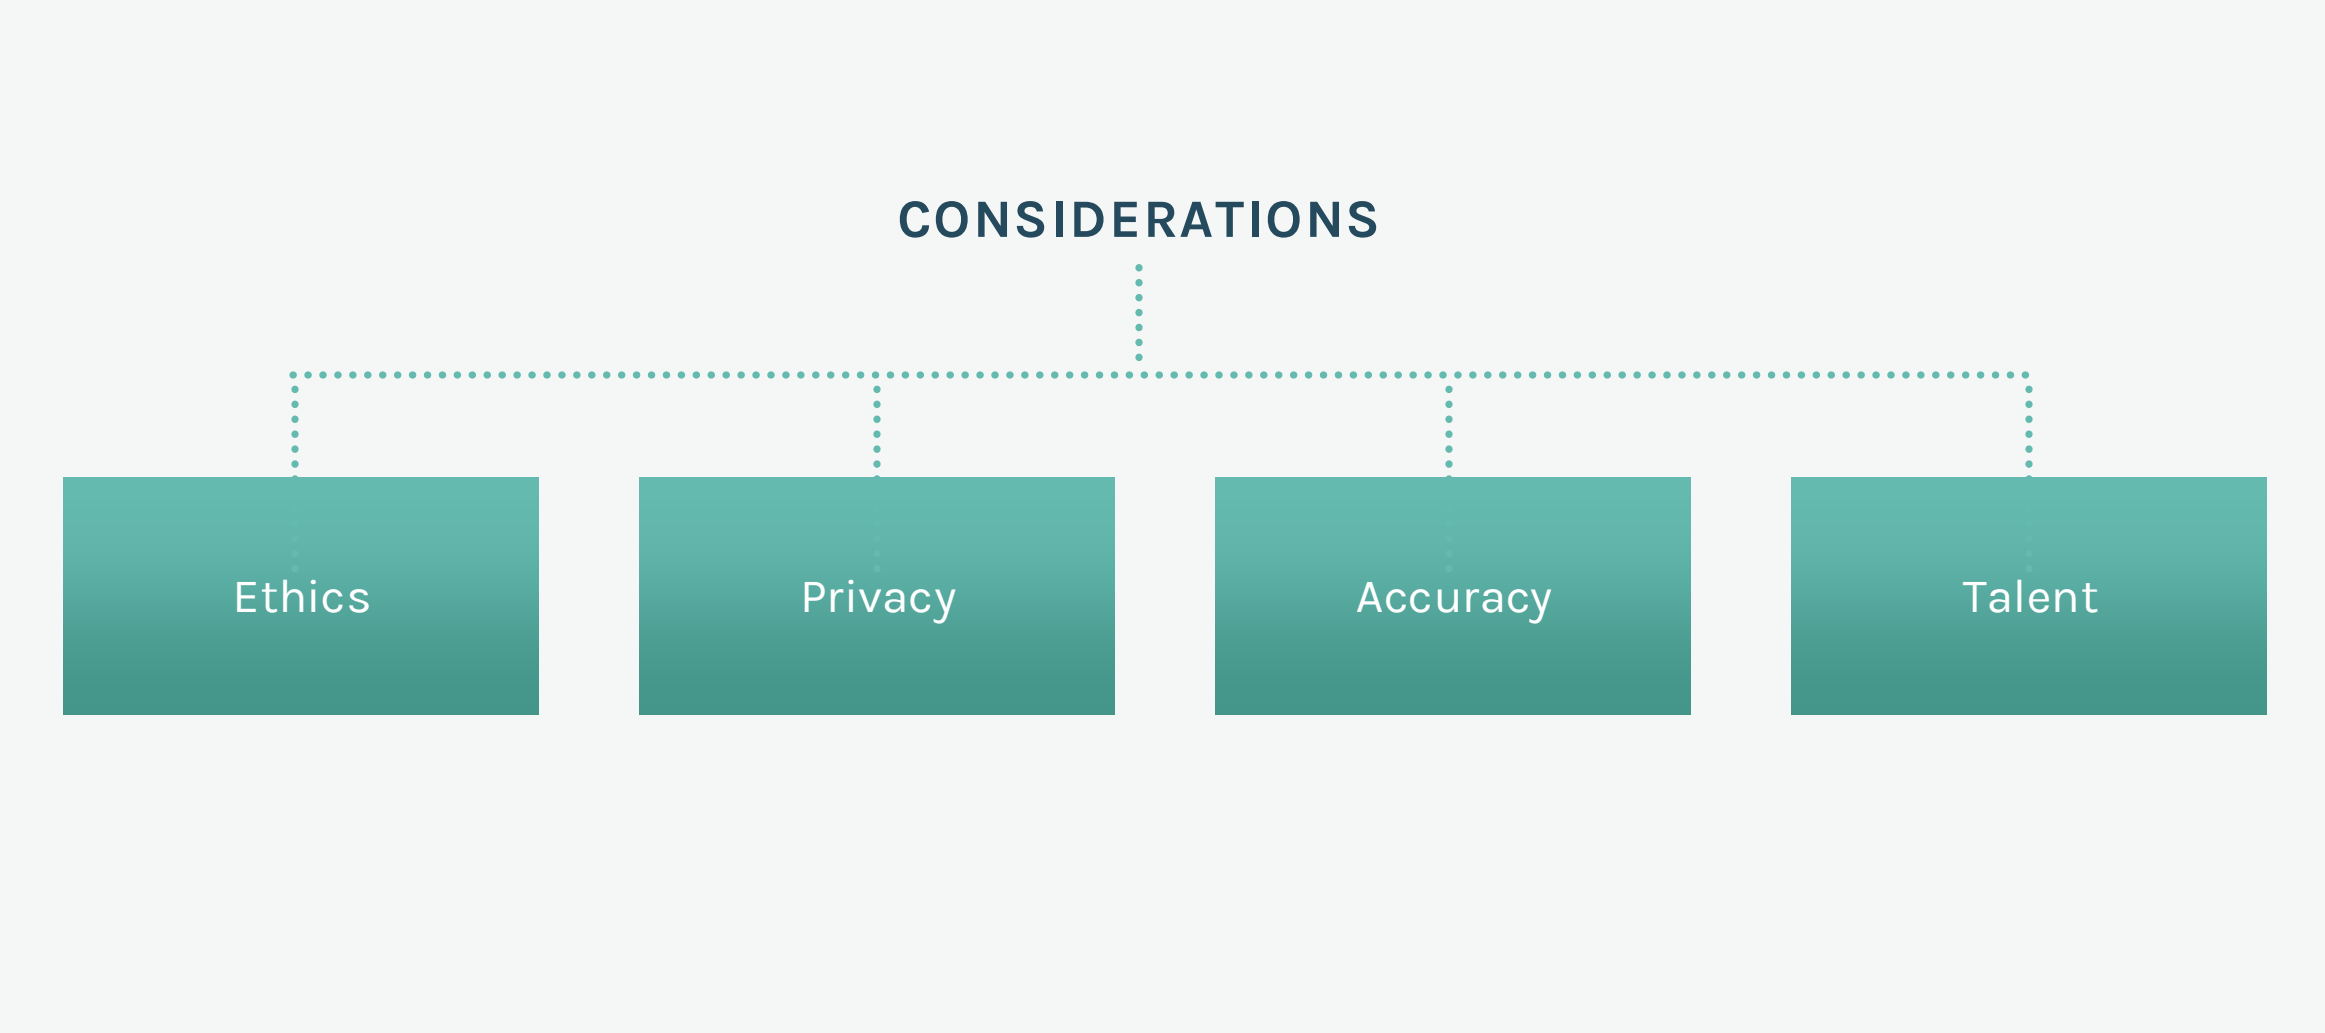 CONSIDERATIONS
Ethics
Privacy
Accuracy
Talent